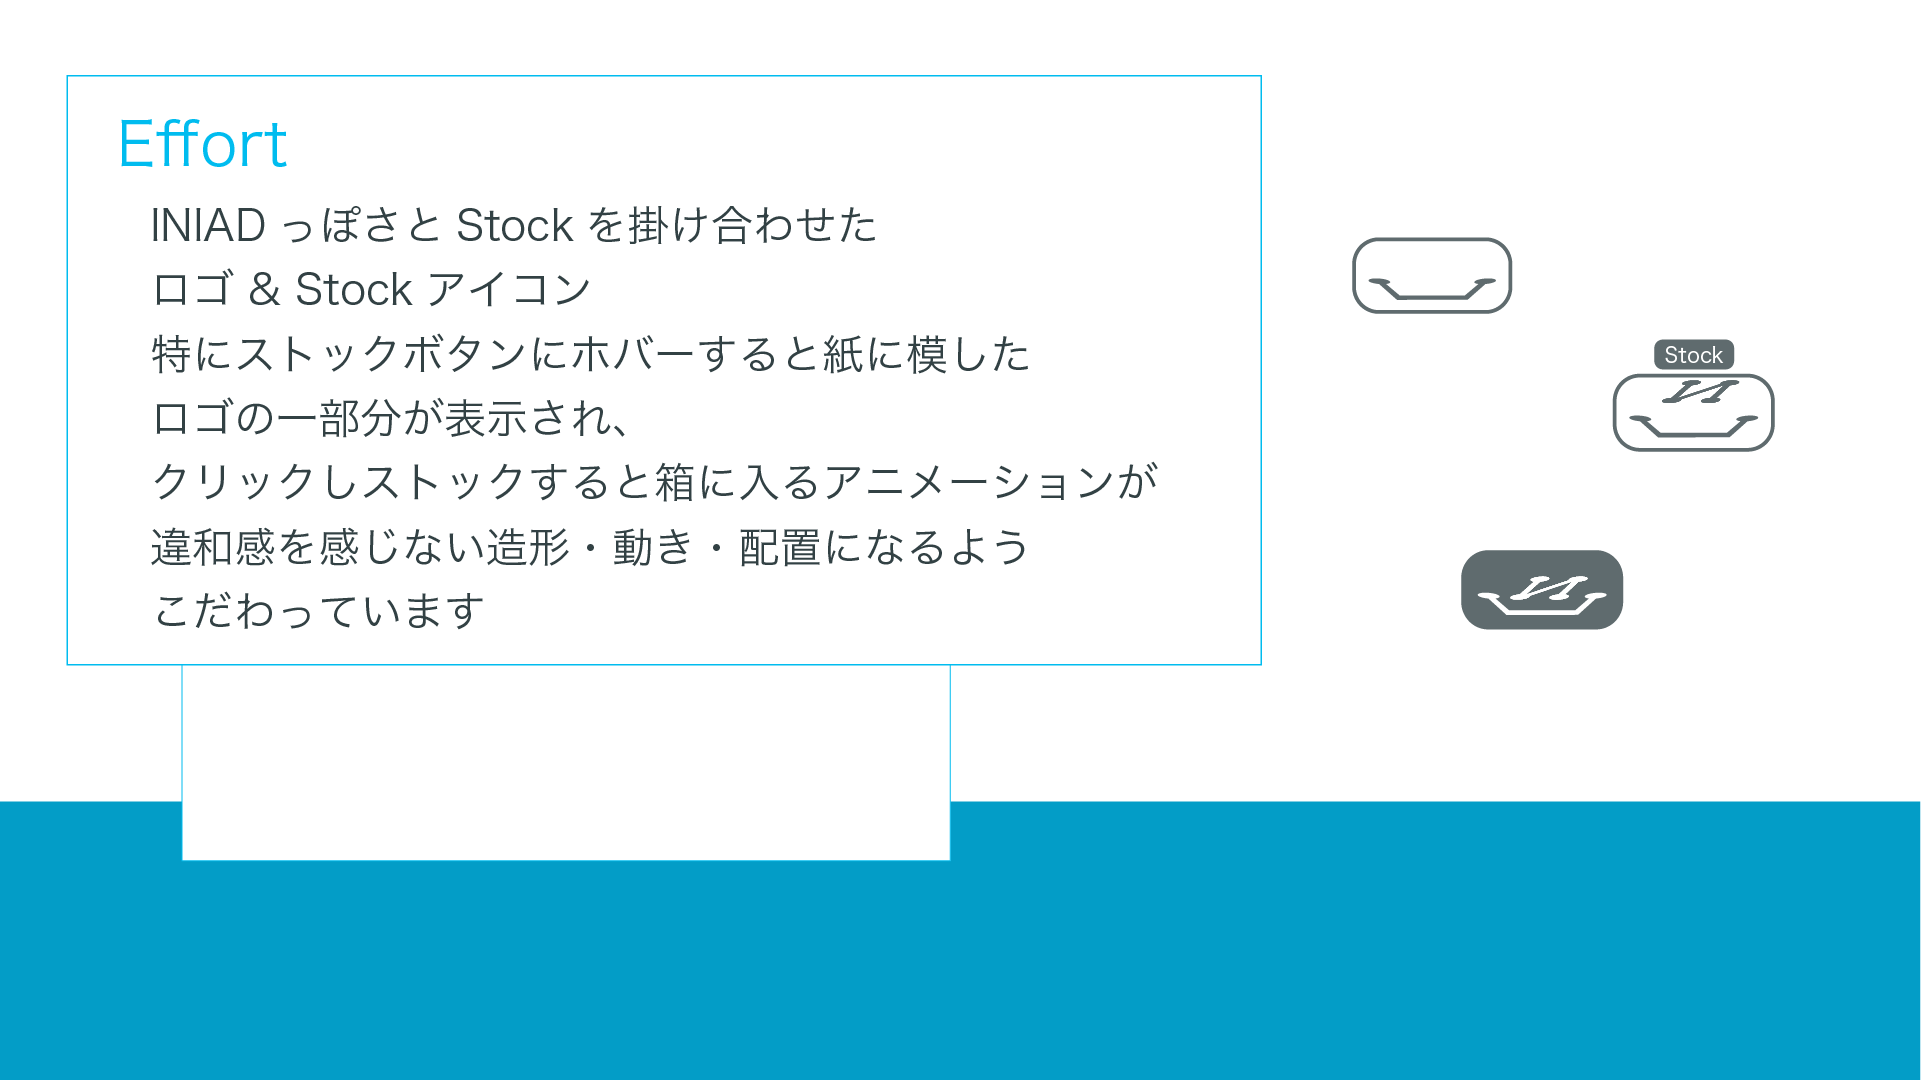 Effort
INIAD っぽさと Stock を掛け合わせた
ロゴ & Stock アイコン
特にストックボタンにホバーすると紙に模した
ロゴの一部分が表示され、
クリックしストックすると箱に入るアニメーションが
違和感を感じない造形・動き・配置になるよう
こだわっています
Stock